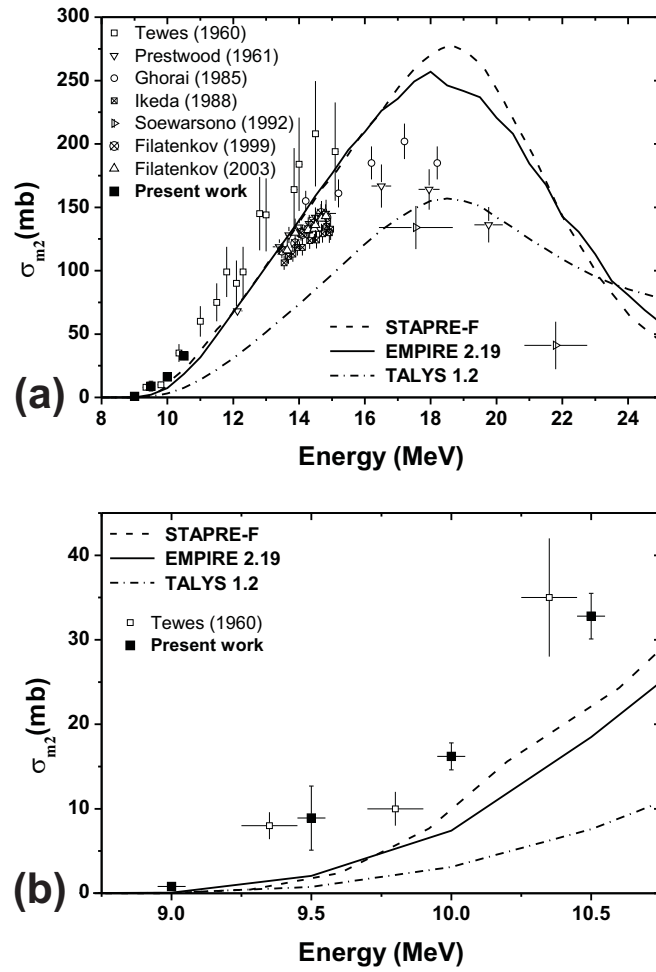 300
250
200
150
100
50
0
σm2(mb)
Tewes (1960)
Prestwood (1961)
Ghorai (1985)
Ikeda (1988)
Soewarsono (1992)
Filatenkov (1999)
Filatenkov (2003)
Present work
STAPRE-F
EMPIRE 2.19
TALYS 1.2
(a)
8 10 12 14 16 18 20 22 24
Energy (MeV)
STAPRE-F
EMPIRE 2.19
TALYS 1.2
Tewes (1960)
Present work
40
30
20
10
0
σm2(mb)
(b)
9.0 9.5 10.0 10.5
Energy (MeV)